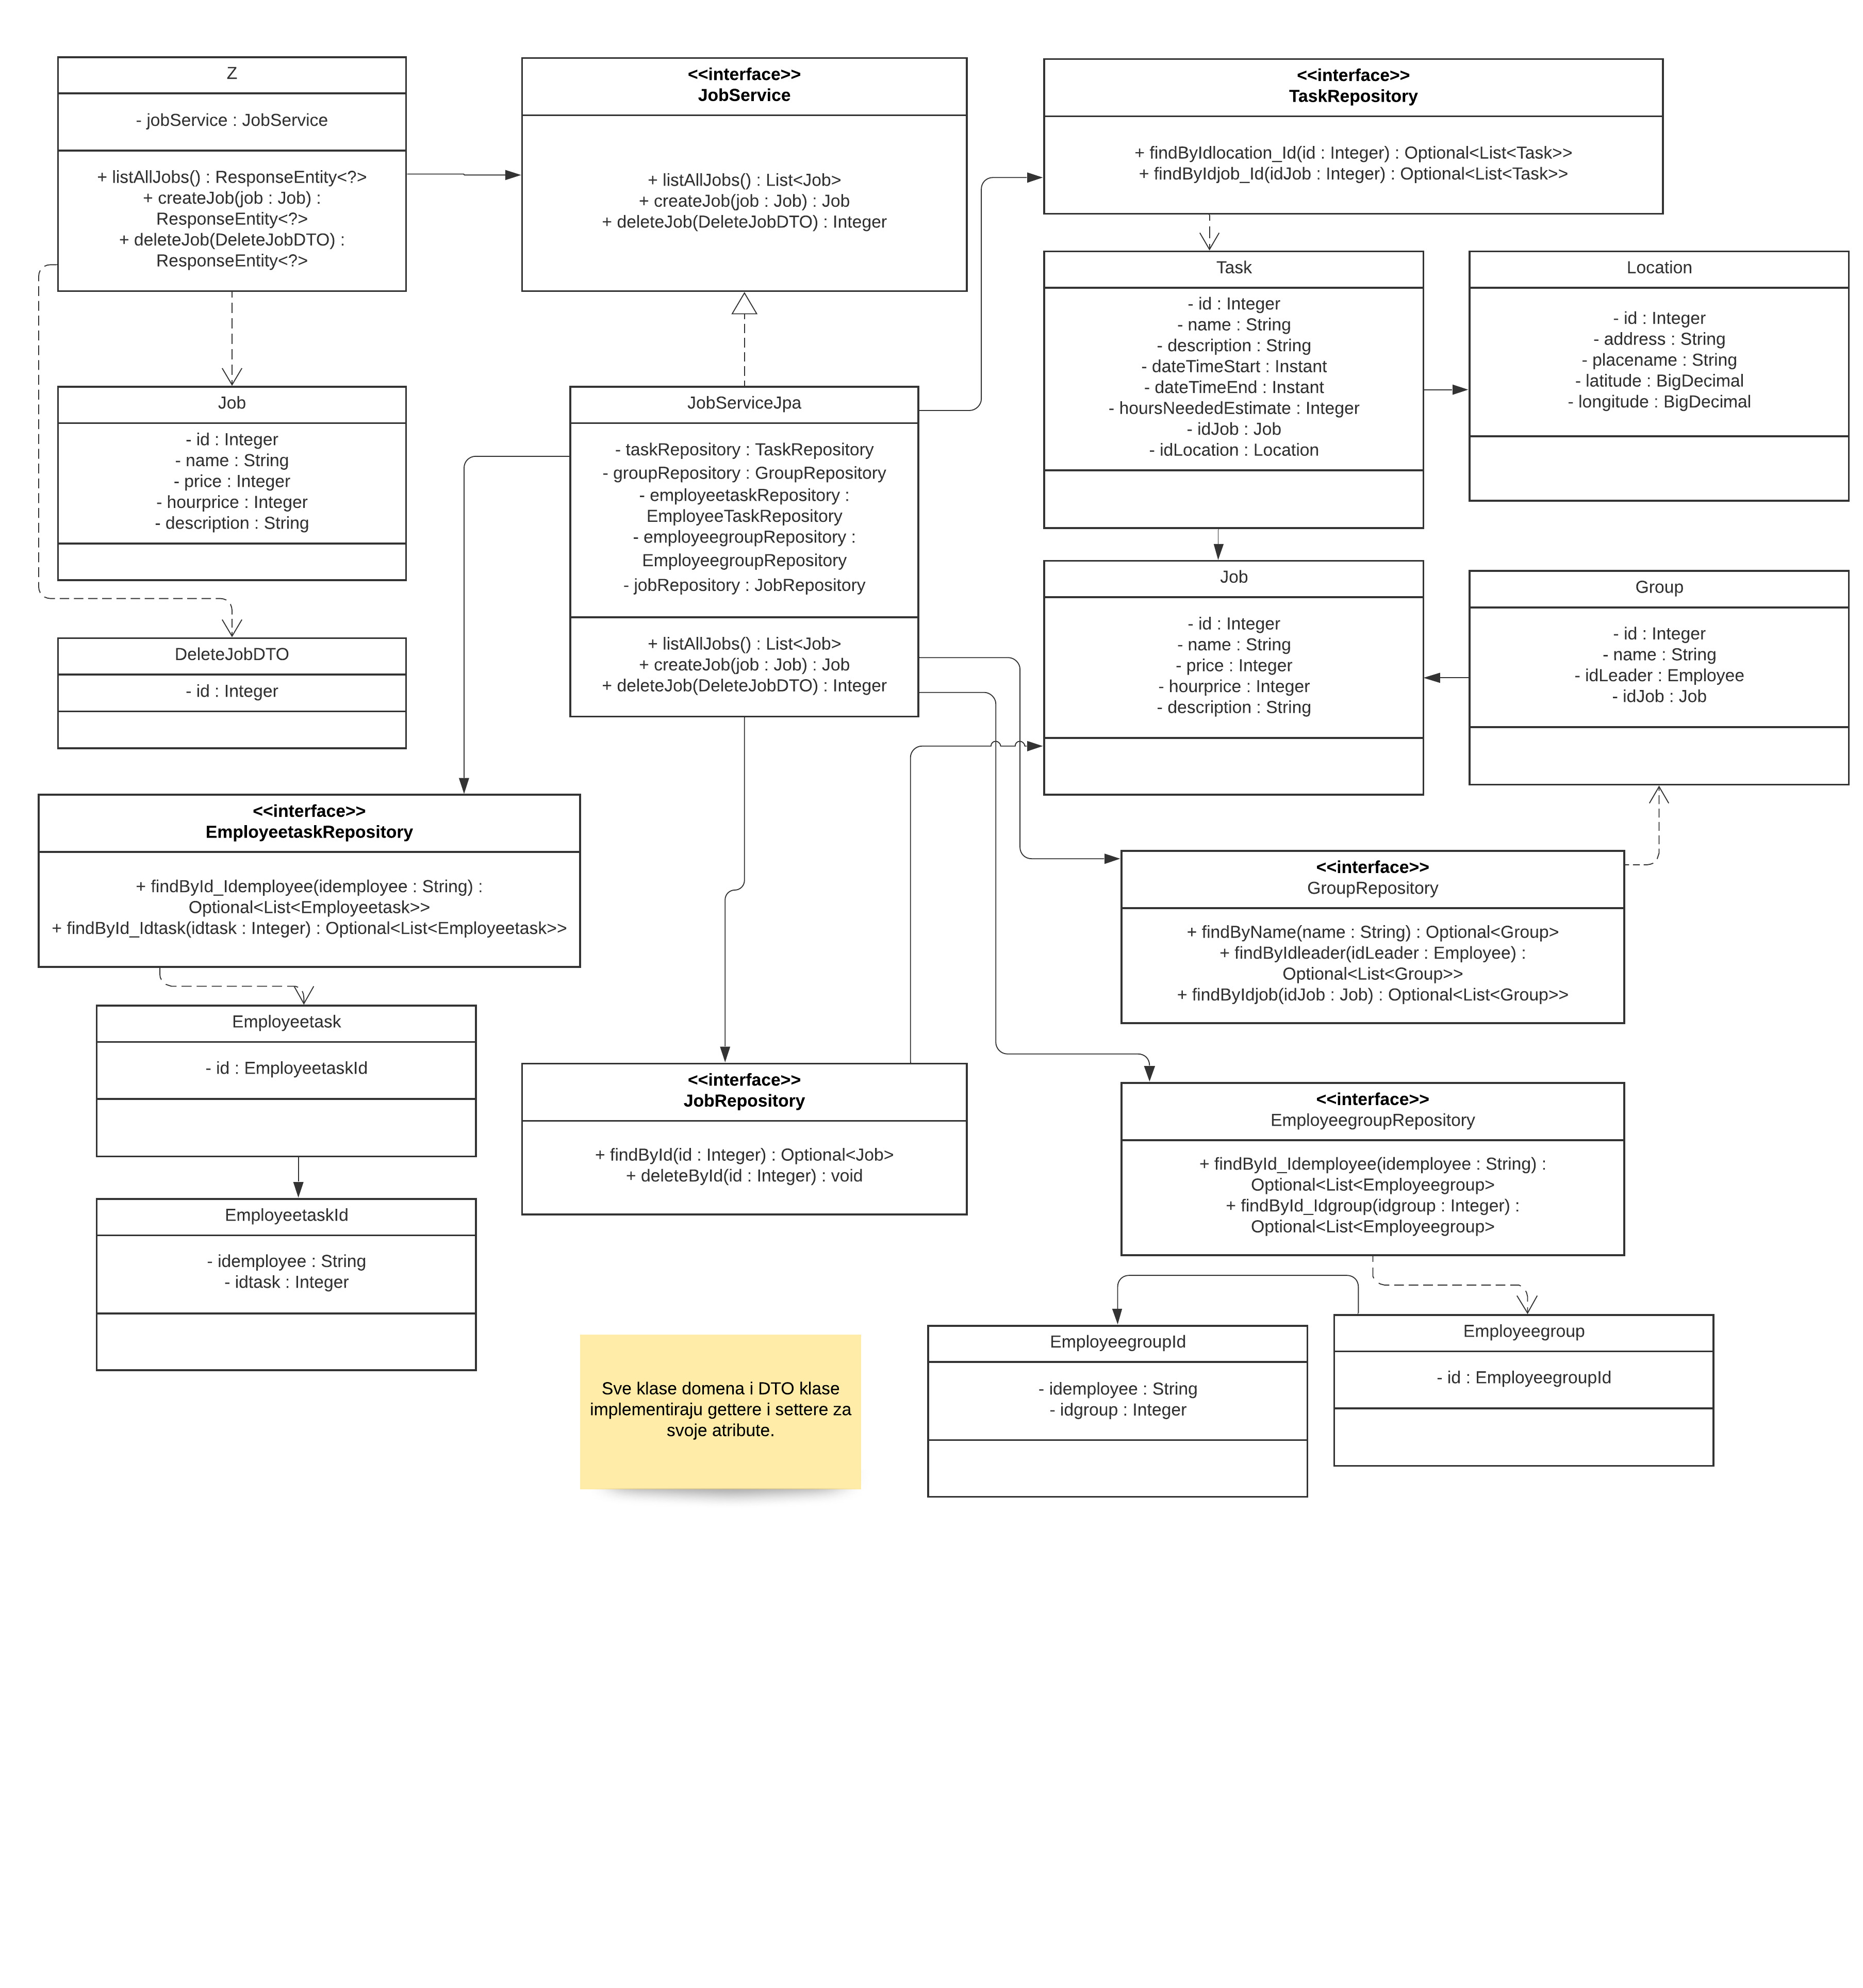 Z
- jobService : JobService
+ listAllJobs() : ResponseEntity<?>
+ createJob(job : Job) :
ResponseEntity<?>
+ deleteJob(DeleteJobDTO) :
ResponseEntity<?>
<<interface>>
JobService
+ listAllJobs() : List<Job>
+ createJob(job : Job) : Job
+ deleteJob(DeleteJobDTO) : Integer
<<interface>>
TaskRepository
+ findByIdlocation_Id(id : Integer) : Optional<List<Task>>
+ findByIdjob_Id(idJob : Integer) : Optional<List<Task>>
Task
- id : Integer
- name : String
- description : String
- dateTimeStart : Instant
- dateTimeEnd : Instant
- hoursNeededEstimate : Integer
- idJob : Job
- idLocation : Location
Location
- id : Integer
- address : String
- placename : String
- latitude : BigDecimal
- longitude : BigDecimal
Job
- id : Integer
- name : String
- price : Integer
- hourprice : Integer
- description : String
JobServiceJpa
- taskRepository : TaskRepository
- groupRepository : GroupRepository
- employeetaskRepository :
EmployeeTaskRepository
- employeegroupRepository :
EmployeegroupRepository
- jobRepository : JobRepository
+ listAllJobs() : List<Job>
+ createJob(job : Job) : Job
+ deleteJob(DeleteJobDTO) : Integer
Job
- id : Integer
- name : String
- price : Integer
- hourprice : Integer
- description : String
Group
- id : Integer
- name : String
- idLeader : Employee
- idJob : Job
DeleteJobDTO
- id : Integer
<<interface>>
EmployeetaskRepository
+ findById_Idemployee(idemployee : String) :
Optional<List<Employeetask>>
+ findById_Idtask(idtask : Integer) : Optional<List<Employeetask>>
<<interface>>
GroupRepository
+ findByName(name : String) : Optional<Group>
+ findByIdleader(idLeader : Employee) :
Optional<List<Group>>
+ findByIdjob(idJob : Job) : Optional<List<Group>>
Employeetask
- id : EmployeetaskId
<<interface>>
JobRepository
+ findById(id : Integer) : Optional<Job>
+ deleteById(id : Integer) : void
<<interface>>
EmployeegroupRepository
+ findById_Idemployee(idemployee : String) :
Optional<List<Employeegroup>
+ findById_Idgroup(idgroup : Integer) :
Optional<List<Employeegroup>
EmployeetaskId
- idemployee : String
- idtask : Integer
Sve klase domena i DTO klase
implementiraju gettere i settere za
svoje atribute.
EmployeegroupId
- idemployee : String
- idgroup : Integer
Employeegroup
- id : EmployeegroupId